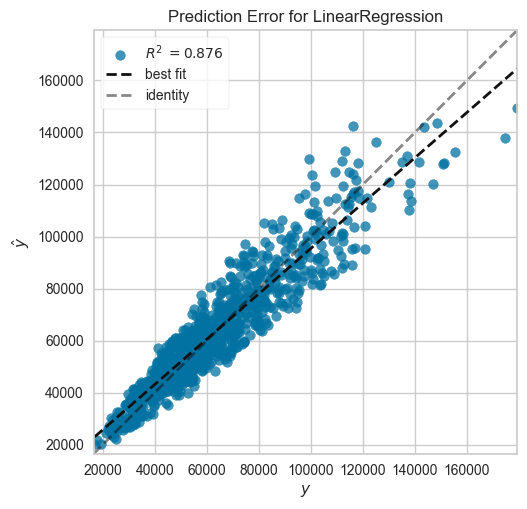 Prediction Error for LinearRegression
R² = 0.876
best fit
identity
160000
140000
120000
100000
80000
60000
40000
20000
ŷ
20000 40000 60000 80000 100000 120000 140000 160000
y